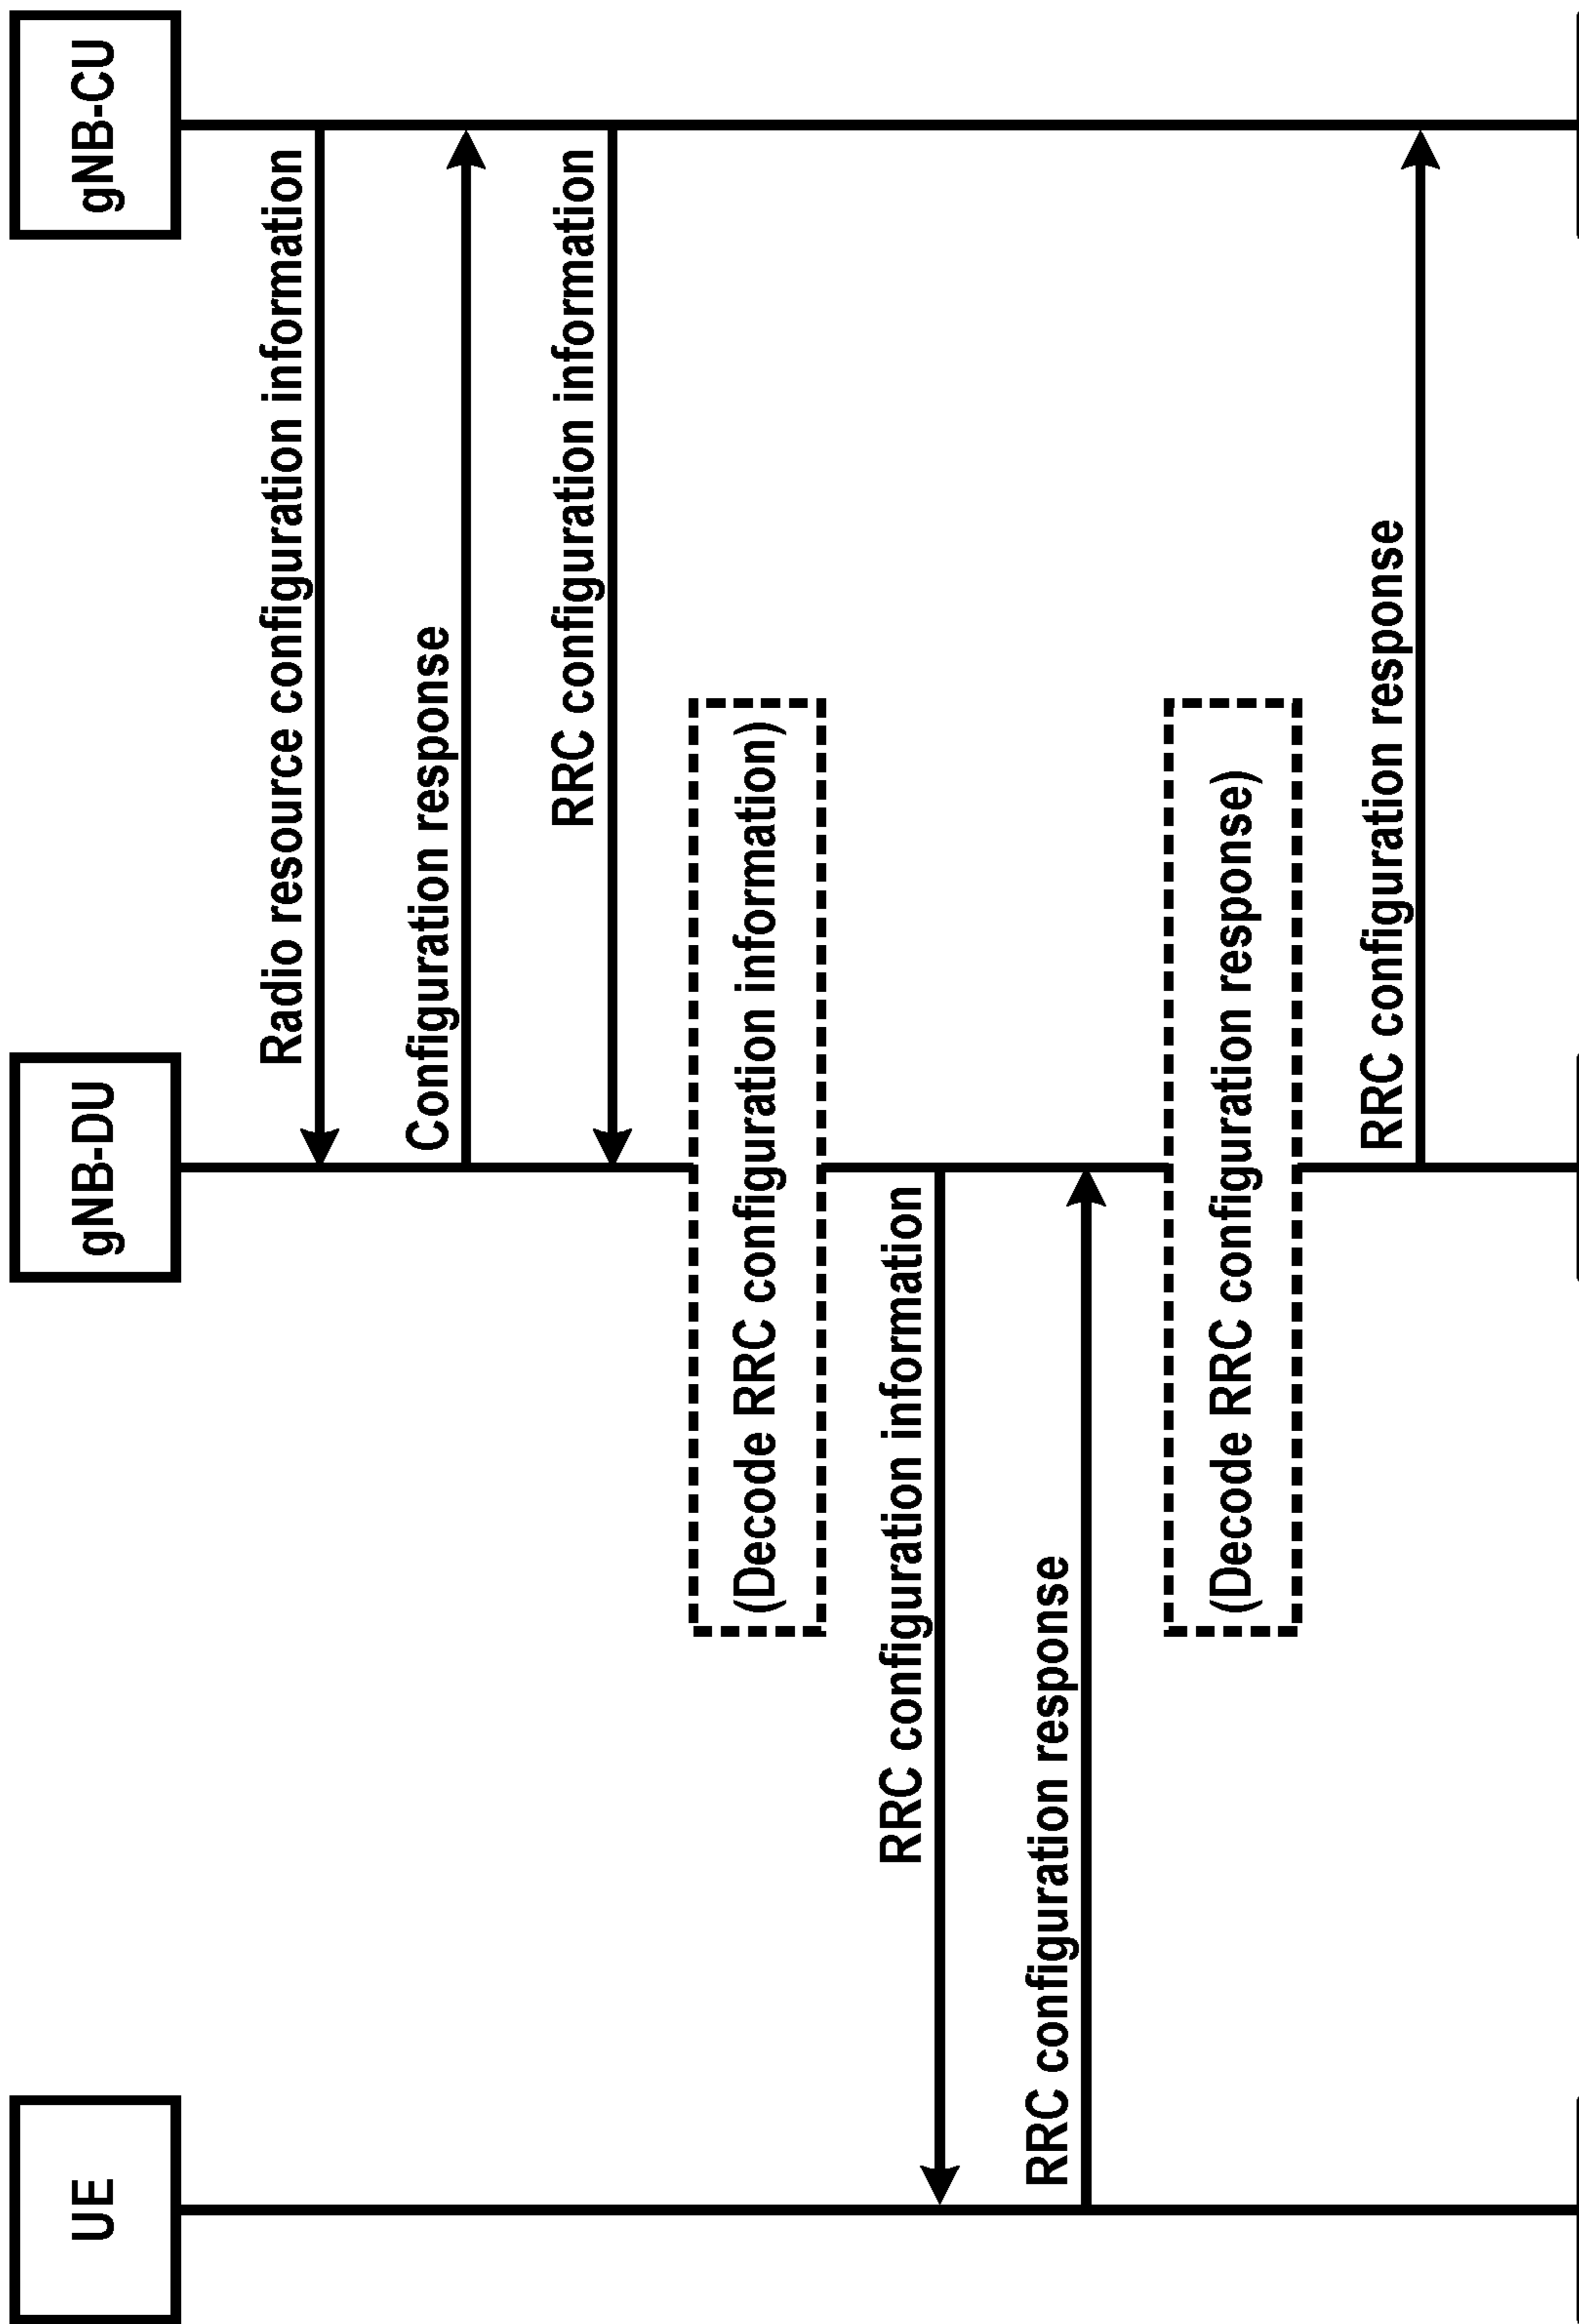 UE
gNB-DU
gNB-CU
Radio resource configuration information
Configuration response
RRC configuration information
(Decode RRC configuration information)
RRC configuration information
RRC configuration response
(Decode RRC configuration response)
RRC configuration response